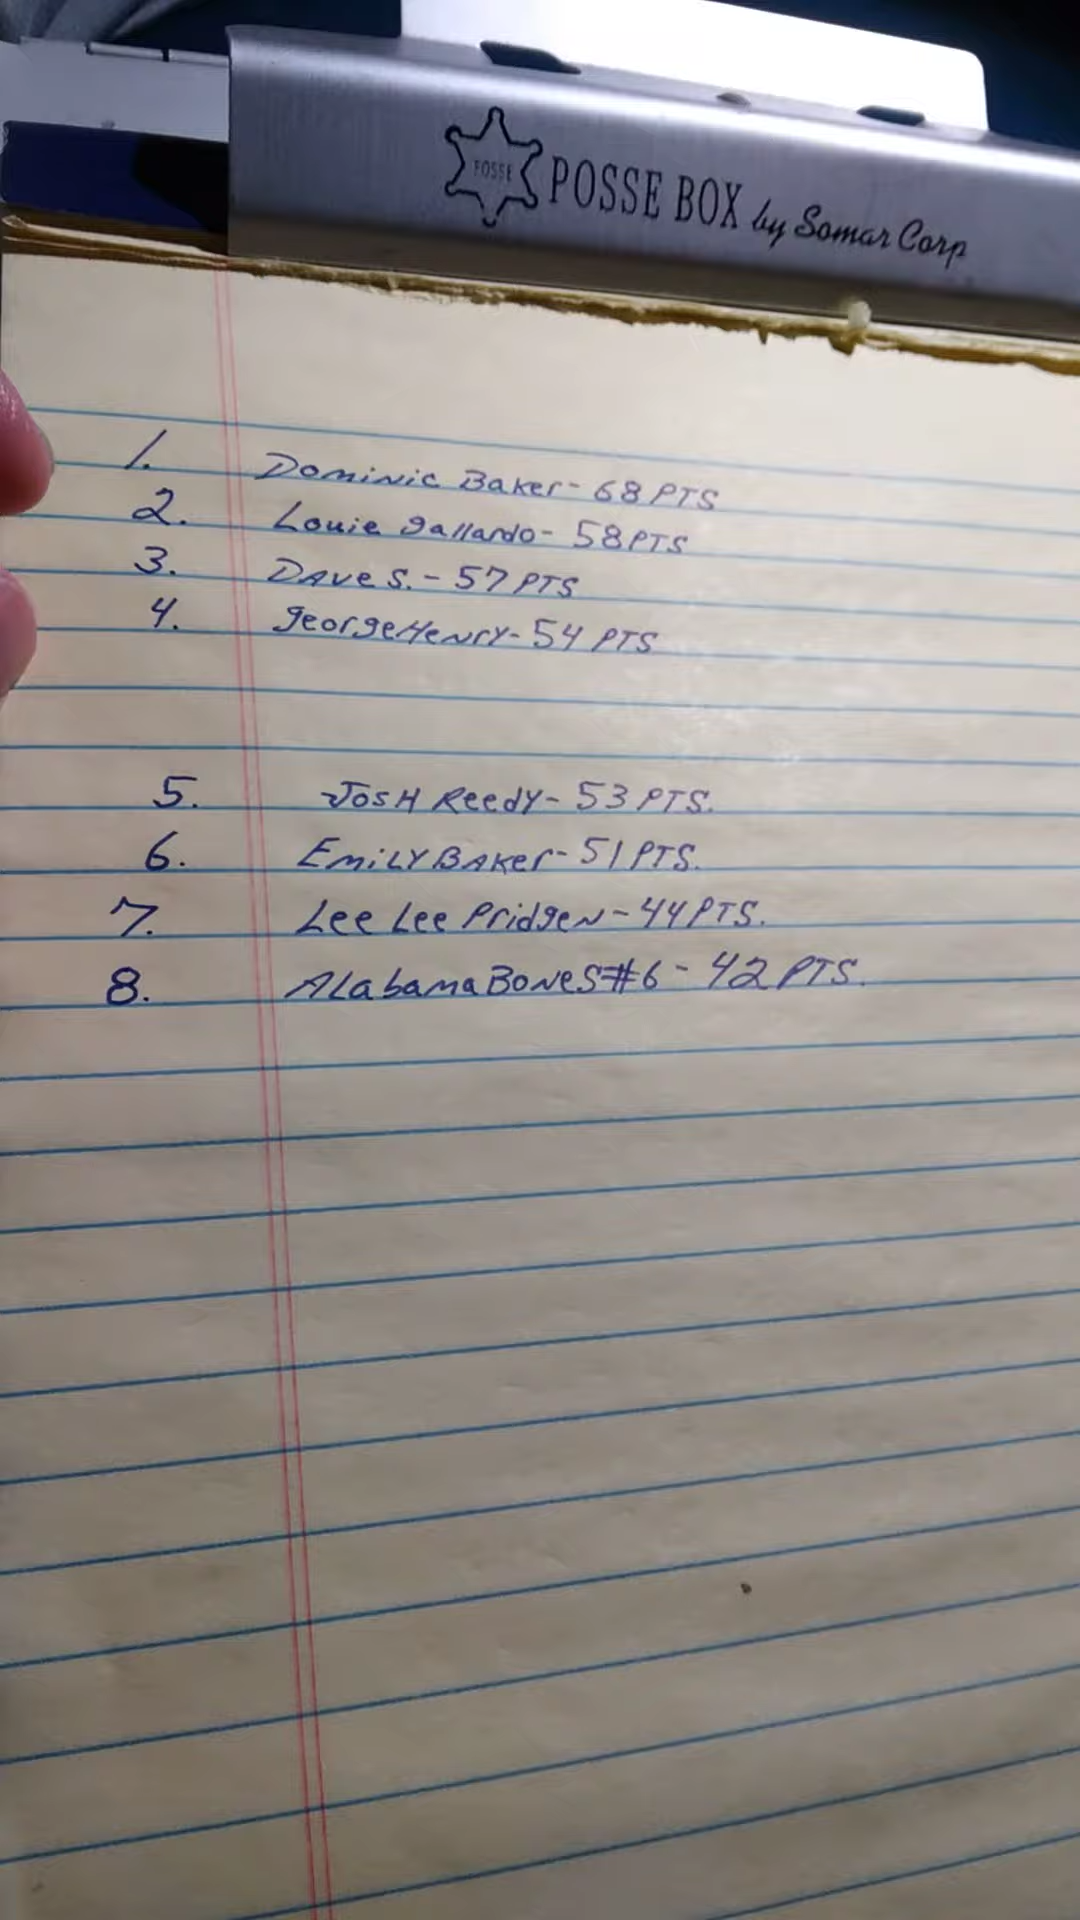 POSSE POSSE BOX by Somar Corp
1. Dominic Baker - 68 PTS
2. Louie gallardo - 58 PTS
3. Dave S. - 57 PTS
4. george Henry - 54 PTS
5. Josh Reedy - 53 PTS.
6. Emily Baker - 51 PTS.
7. Lee Lee Pridgen - 44 PTS.
8. Alabama Bones #6 - 42 PTS.